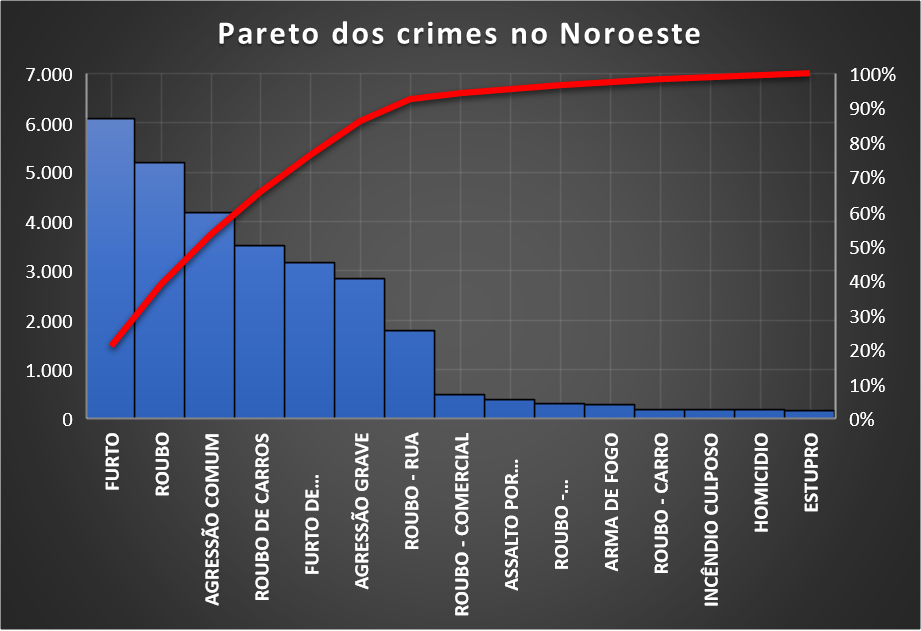 Pareto dos crimes no Noroeste
7.000
6.000
5.000
4.000
3.000
2.000
1.000
0
100%
90%
80%
70%
60%
50%
40%
30%
20%
10%
0%
FURTO
ROUBO
AGRESSÃO COMUM
ROUBO DE CARROS
FURTO DE...
AGRESSÃO GRAVE
ROUBO - RUA
ROUBO - COMERCIAL
ASSALTO POR...
ROUBO -...
ARMA DE FOGO
ROUBO - CARRO
INCÊNDIO CULPOSO
HOMICIDIO
ESTUPRO